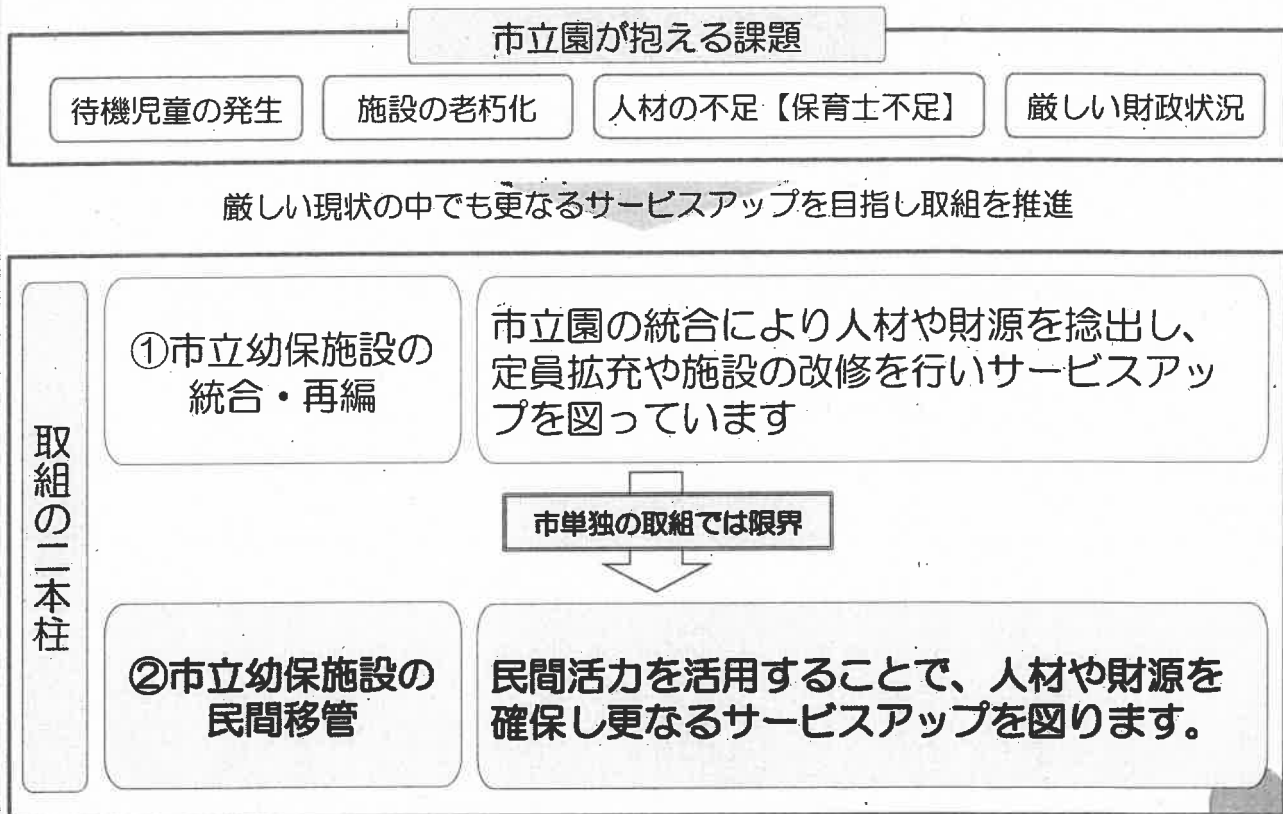 市立園が抱える課題
待機児童の発生
施設の老朽化
人材の不足【保育士不足】
厳しい財政状況
厳しい現状の中でも更なるサービスアップを目指し取組を推進
取組の二本柱
①市立幼保施設の
統合・再編
市立園の統合により人材や財源を捻出し、
定員拡充や施設の改修を行いサービスアッ
プを図っています
市単独の取組では限界
②市立幼保施設の
民間移管
民間活力を活用することで、人材や財源を
確保し更なるサービスアップを図ります。